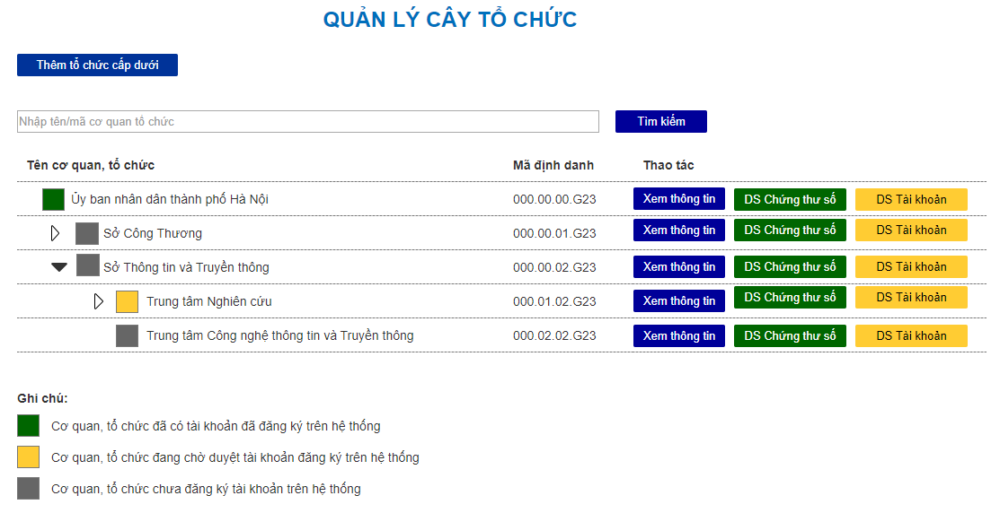 QUẢN LÝ CÂY TỔ CHỨC
Thêm tổ chức cấp dưới
Nhập tên/mã cơ quan tổ chức Tìm kiếm
Tên cơ quan, tổ chức Mã định danh Thao tác
Ủy ban nhân dân thành phố Hà Nội 000.00.00.G23 Xem thông tin DS Chứng thư số DS Tài khoản
Sở Công Thương 000.00.01.G23 Xem thông tin DS Chứng thư số DS Tài khoản
Sở Thông tin và Truyền thông 000.00.02.G23 Xem thông tin DS Chứng thư số DS Tài khoản
Trung tâm Nghiên cứu 000.01.02.G23 Xem thông tin DS Chứng thư số DS Tài khoản
Trung tâm Công nghệ thông tin và Truyền thông 000.02.02.G23 Xem thông tin DS Chứng thư số DS Tài khoản
Ghi chú:
Cơ quan, tổ chức đã có tài khoản đã đăng ký trên hệ thống
Cơ quan, tổ chức đang chờ duyệt tài khoản đăng ký trên hệ thống
Cơ quan, tổ chức chưa đăng ký tài khoản trên hệ thống